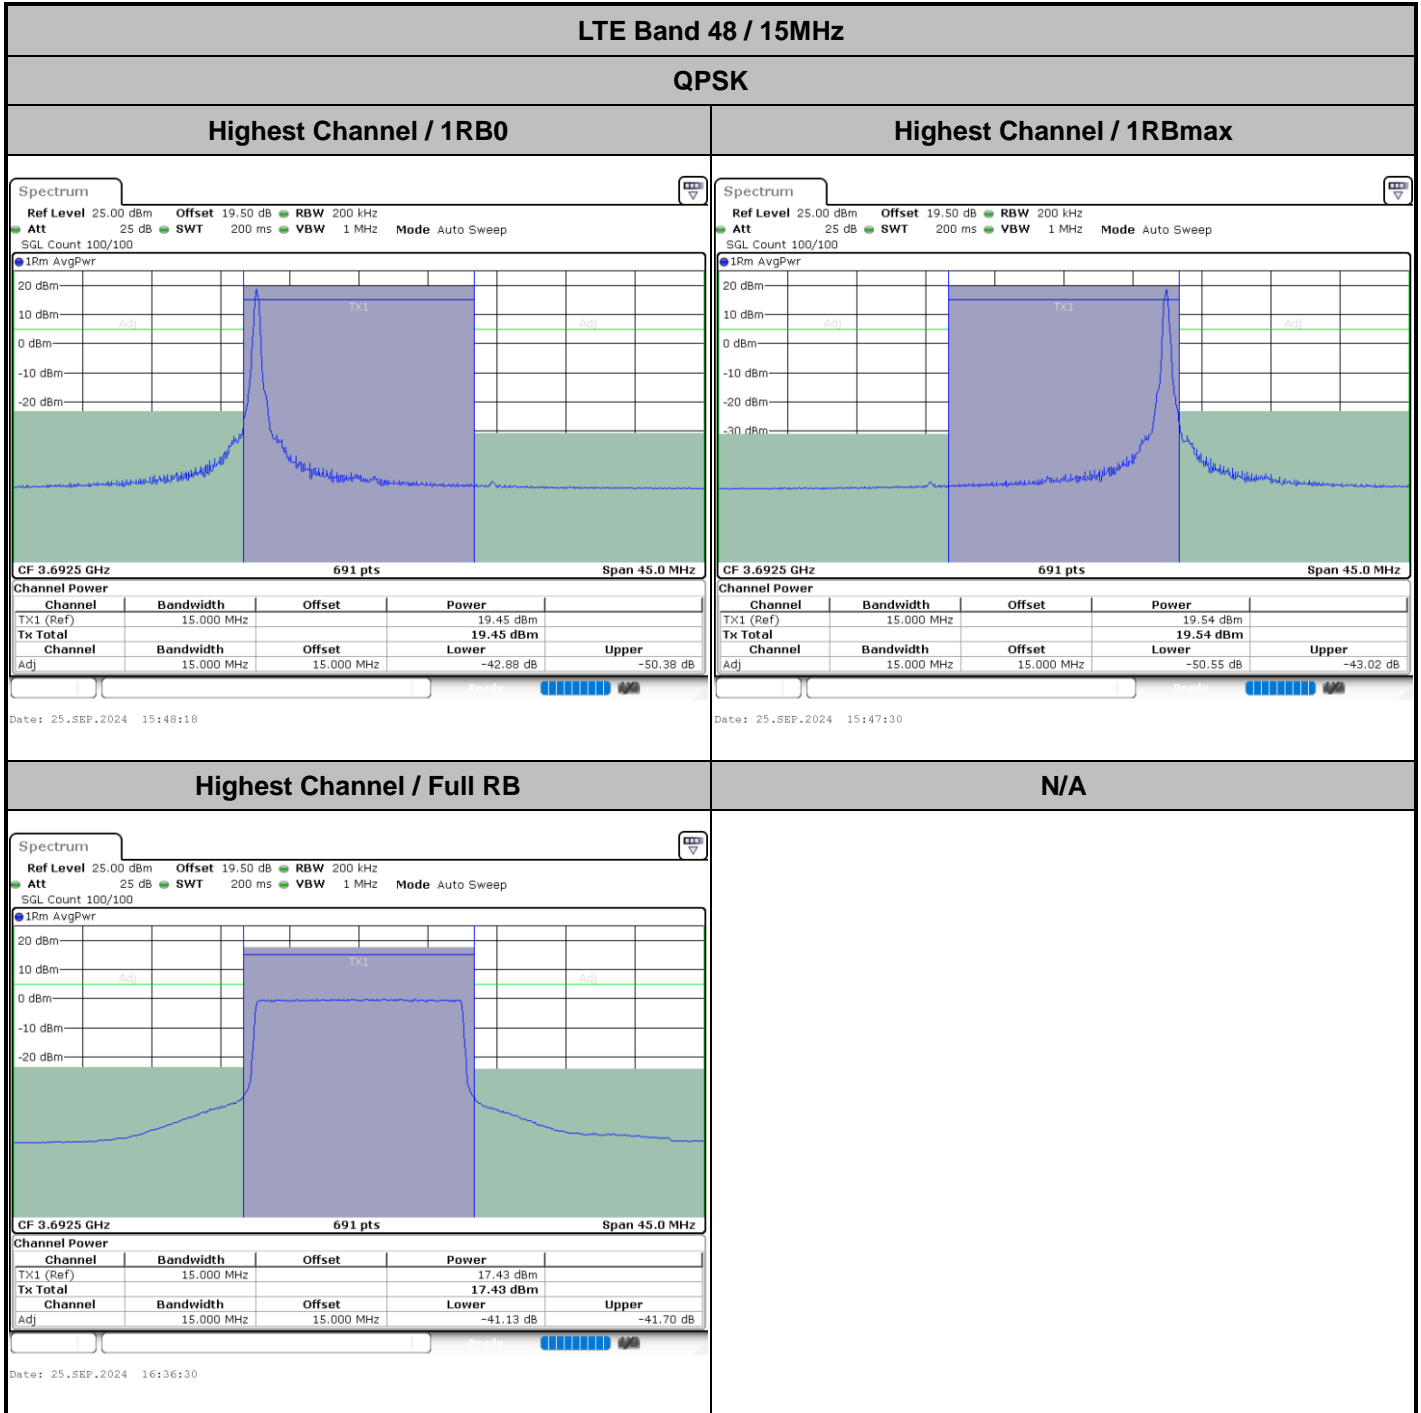 LTE Band 48 / 15MHz
QPSK
Highest Channel / 1RB0
Highest Channel / 1RBmax
Spectrum
Ref Level 25.00 dBm Offset 19.50 dB RBW 200 kHz
Att 25 dB SWT 200 ms VBW 1 MHz Mode Auto Sweep
SGL Count 100/100
1Rm AvgPwr
20 dBm
10 dBm
0 dBm
-10 dBm
-20 dBm
Adj
TX1
Adj
CF 3.6925 GHz 691 pts Span 45.0 MHz
Channel Power
Channel Bandwidth Offset Power
TX1 (Ref) 15.000 MHz 19.45 dBm
Tx Total 19.45 dBm
Channel Bandwidth Offset Lower Upper
Adj 15.000 MHz 15.000 MHz -42.88 dB -50.38 dB
Ready
Date: 25.SEP.2024 15:48:18
Spectrum
Ref Level 25.00 dBm Offset 19.50 dB RBW 200 kHz
Att 25 dB SWT 200 ms VBW 1 MHz Mode Auto Sweep
SGL Count 100/100
1Rm AvgPwr
20 dBm
10 dBm
0 dBm
-10 dBm
-20 dBm
-30 dBm
Adj
TX1
Adj
CF 3.6925 GHz 691 pts Span 45.0 MHz
Channel Power
Channel Bandwidth Offset Power
TX1 (Ref) 15.000 MHz 19.54 dBm
Tx Total 19.54 dBm
Channel Bandwidth Offset Lower Upper
Adj 15.000 MHz 15.000 MHz -50.55 dB -43.02 dB
Ready
Date: 25.SEP.2024 15:47:30
Highest Channel / Full RB
N/A
Spectrum
Ref Level 25.00 dBm Offset 19.50 dB RBW 200 kHz
Att 25 dB SWT 200 ms VBW 1 MHz Mode Auto Sweep
SGL Count 100/100
1Rm AvgPwr
20 dBm
10 dBm
0 dBm
-10 dBm
-20 dBm
Adj
TX1
Adj
CF 3.6925 GHz 691 pts Span 45.0 MHz
Channel Power
Channel Bandwidth Offset Power
TX1 (Ref) 15.000 MHz 17.43 dBm
Tx Total 17.43 dBm
Channel Bandwidth Offset Lower Upper
Adj 15.000 MHz 15.000 MHz -41.13 dB -41.70 dB
Ready
Date: 25.SEP.2024 16:36:30